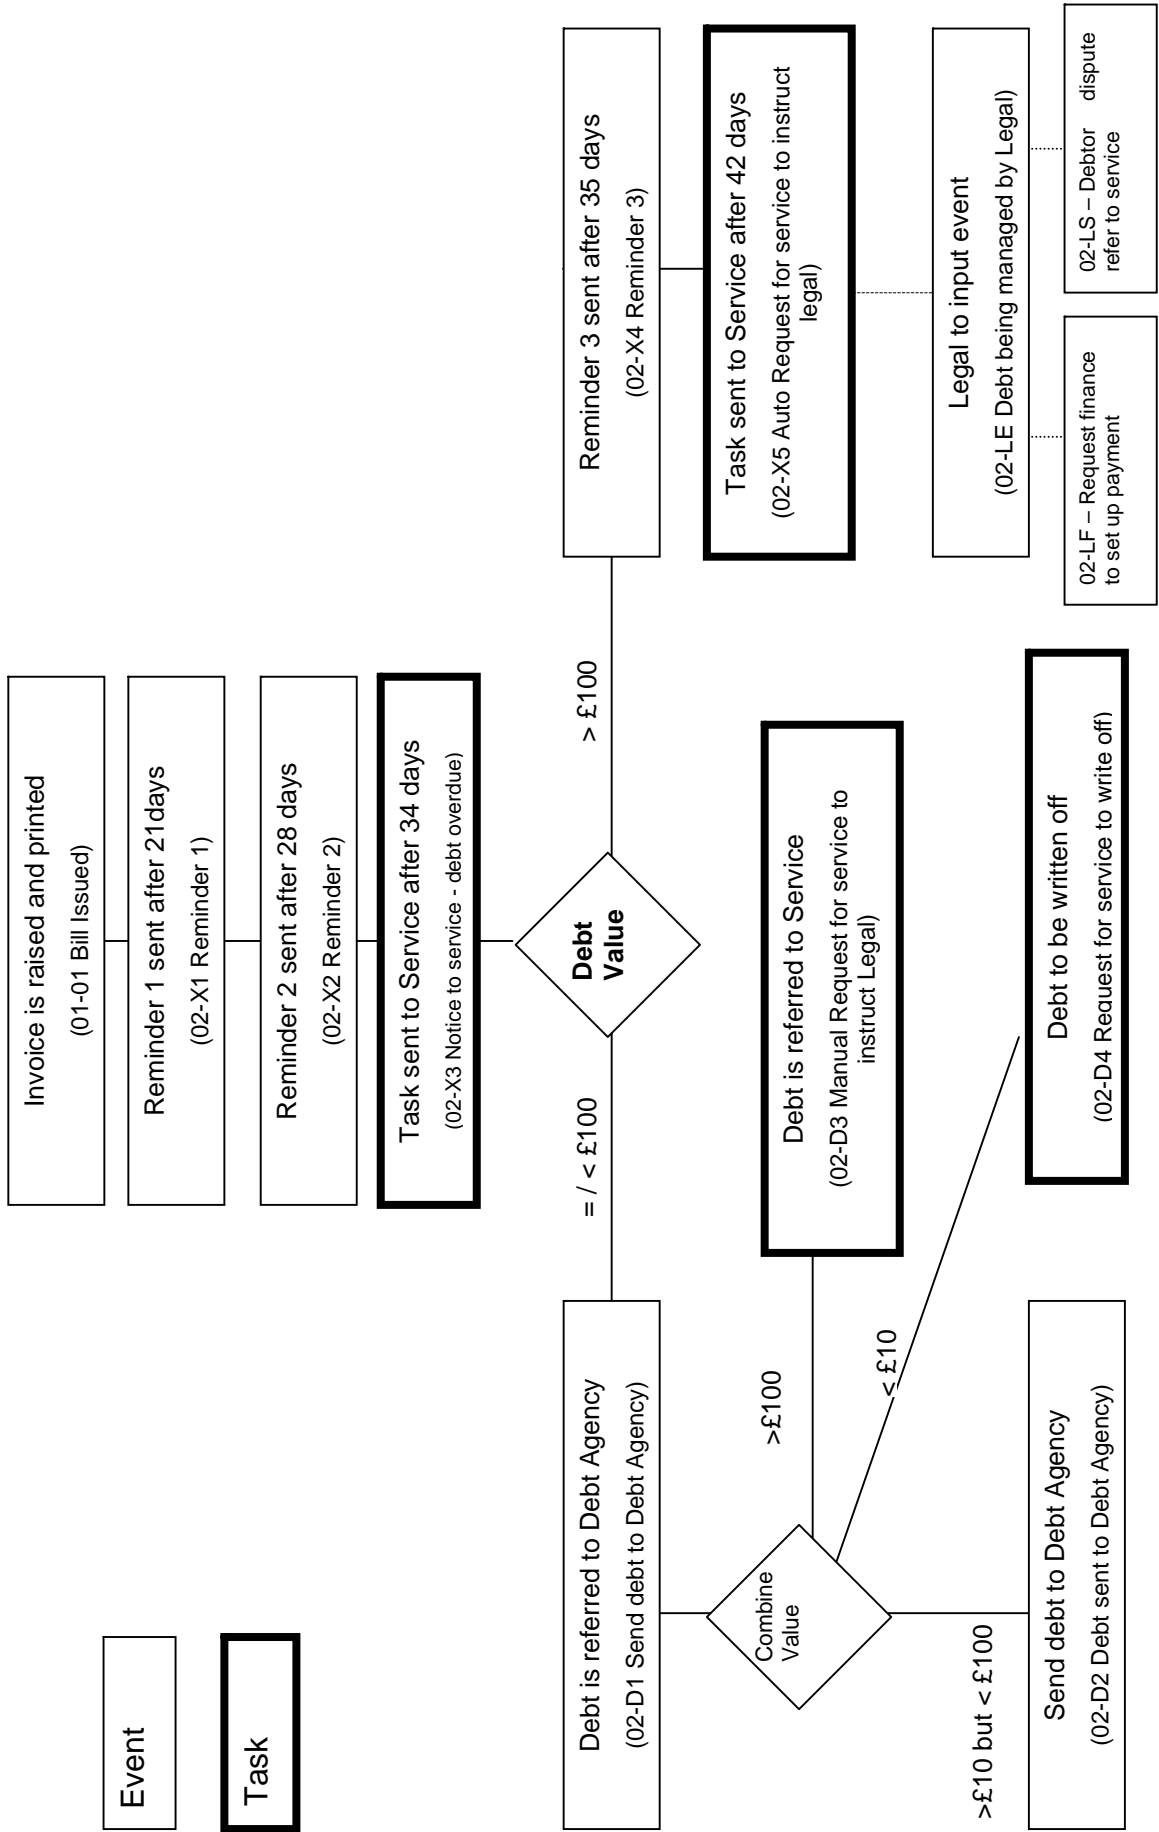 Event
Task
Invoice is raised and printed
(01-01 Bill Issued)
Reminder 1 sent after 21days
(02-X1 Reminder 1)
Reminder 2 sent after 28 days
(02-X2 Reminder 2)
Task sent to Service after 34 days
(02-X3 Notice to service - debt overdue)
Debt
Value
= / < £100
> £100
Debt is referred to Debt Agency
(02-D1 Send debt to Debt Agency)
Reminder 3 sent after 35 days
(02-X4 Reminder 3)
Combine
Value
>£100
Debt is referred to Service
(02-D3 Manual Request for service to
instruct Legal)
Task sent to Service after 42 days
(02-X5 Auto Request for service to instruct
legal)
< £10
>£10 but < £100
Send debt to Debt Agency
(02-D2 Debt sent to Debt Agency)
Debt to be written off
(02-D4 Request for service to write off)
Legal to input event
(02-LE Debt being managed by Legal)
02-LF – Request finance
to set up payment
02-LS – Debtor dispute
refer to service